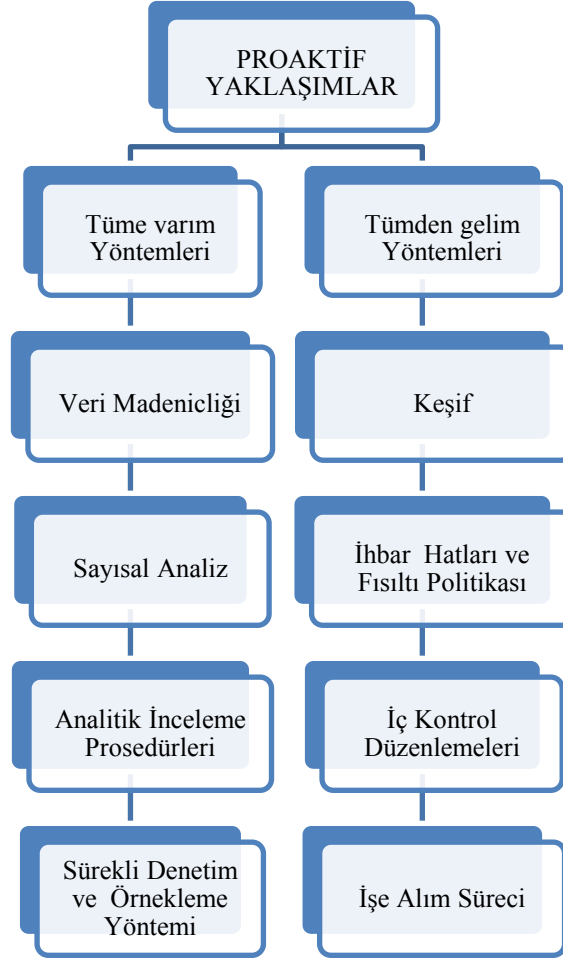 PROAKTİF
YAKLAŞIMLAR
Tüme varım
Yöntemleri
Veri Madenicliği
Sayısal Analiz
Analitik İnceleme
Prosedürleri
Sürekli Denetim
ve Örnekleme
Yöntemi
Tümden gelim
Yöntemleri
Keşif
İhbar Hatları ve
Fısıltı Politikası
İç Kontrol
Düzenlemeleri
İşe Alım Süreci